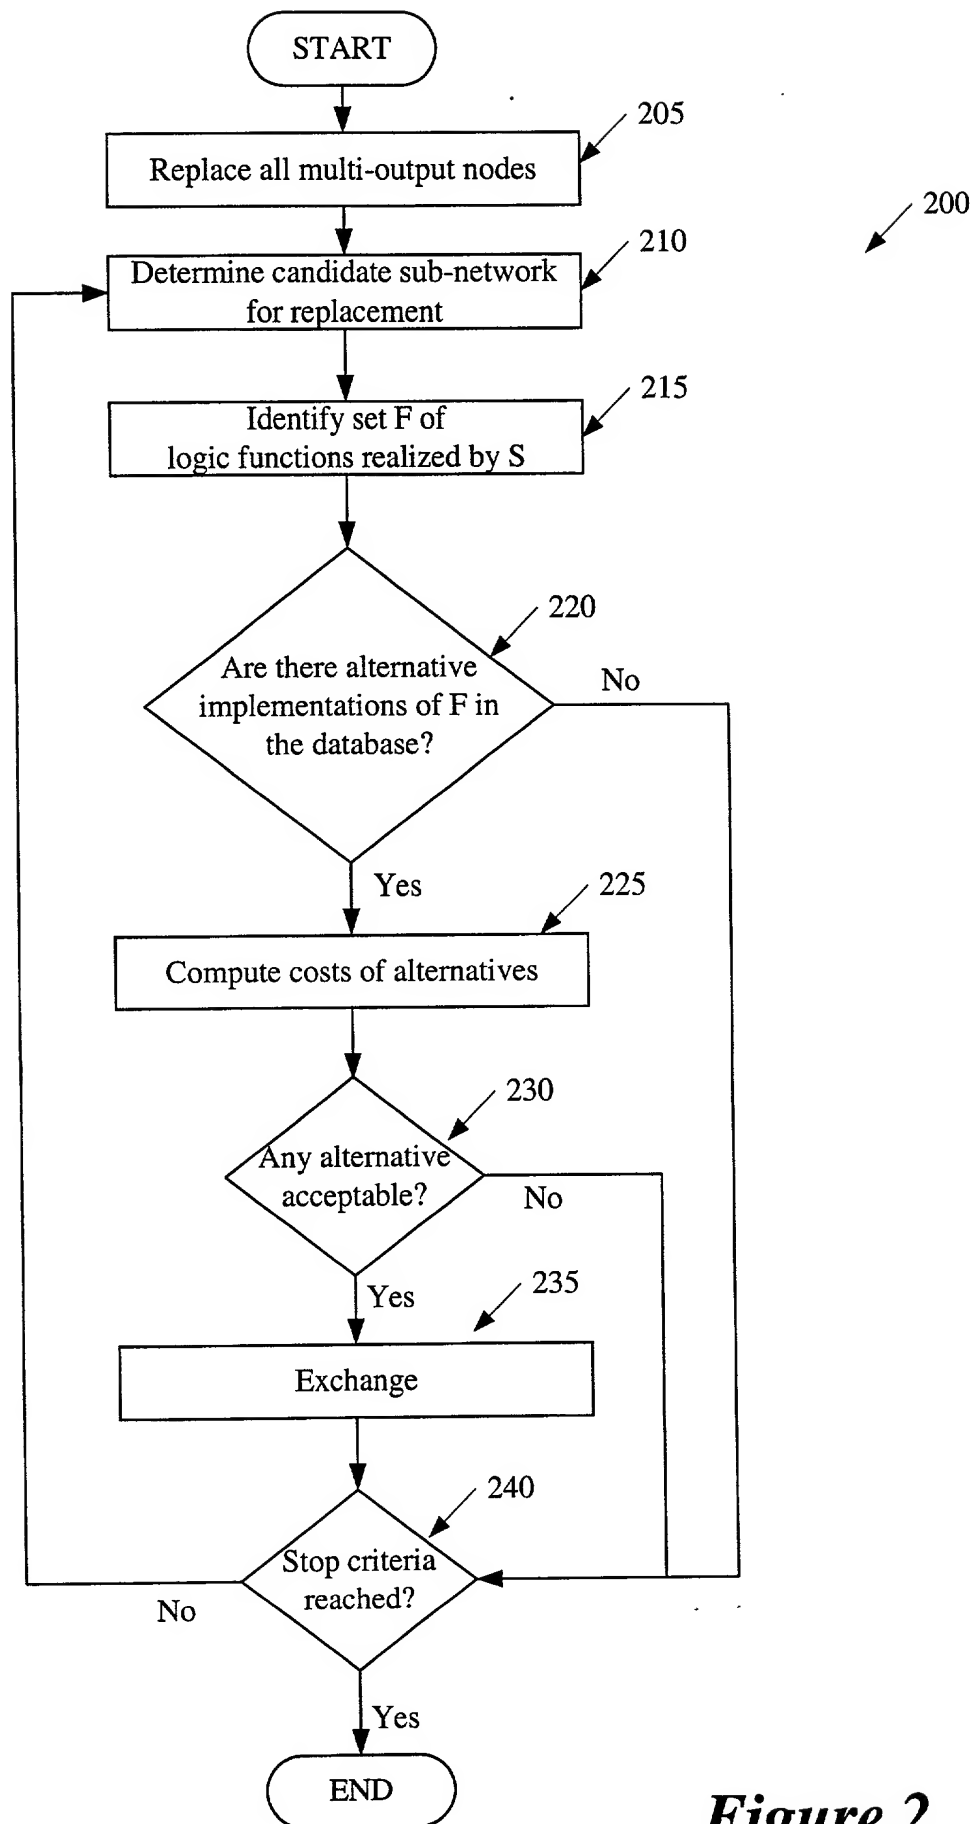 START
205
Replace all multi-output nodes
200
210
Determine candidate sub-network
for replacement
215
Identify set F of
logic functions realized by S
220
Are there alternative
implementations of F in
the database?
No
Yes
225
Compute costs of alternatives
230
Any alternative
acceptable?
No
Yes
235
Exchange
240
Stop criteria
reached?
No
Yes
END
Figure 2